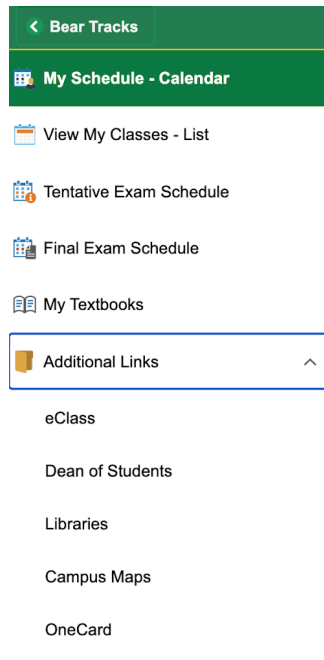 Bear Tracks
My Schedule - Calendar
View My Classes - List
Tentative Exam Schedule
Final Exam Schedule
My Textbooks
Additional Links
eClass
Dean of Students
Libraries
Campus Maps
OneCard